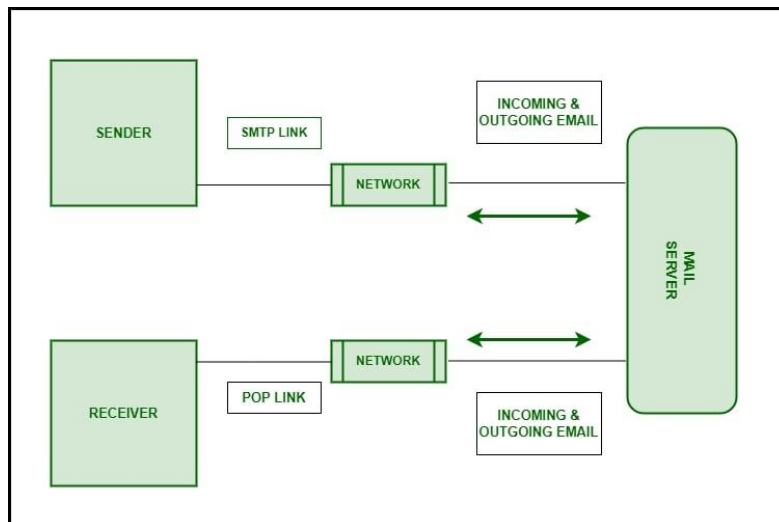 SENDER
SMTP LINK
NETWORK
INCOMING &
OUTGOING EMAIL
MAIL
SERVER
RECEIVER
POP LINK
NETWORK
INCOMING &
OUTGOING EMAIL